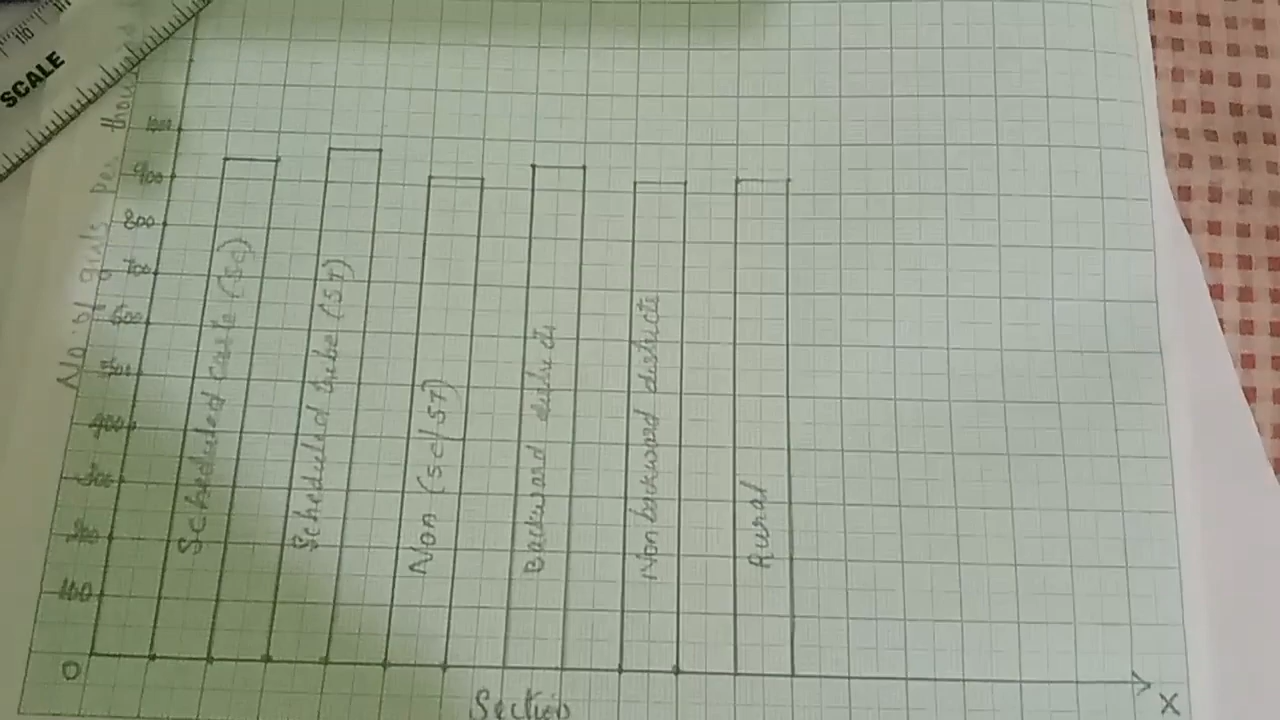 SCALE
No. of girls per thousand
1000
900
800
700
600
500
400
300
200
100
0
Scheduled caste (SC)
Scheduled tribe (ST)
Non (SC/ST)
Backward districts
Non backward districts
Rural
Section
X